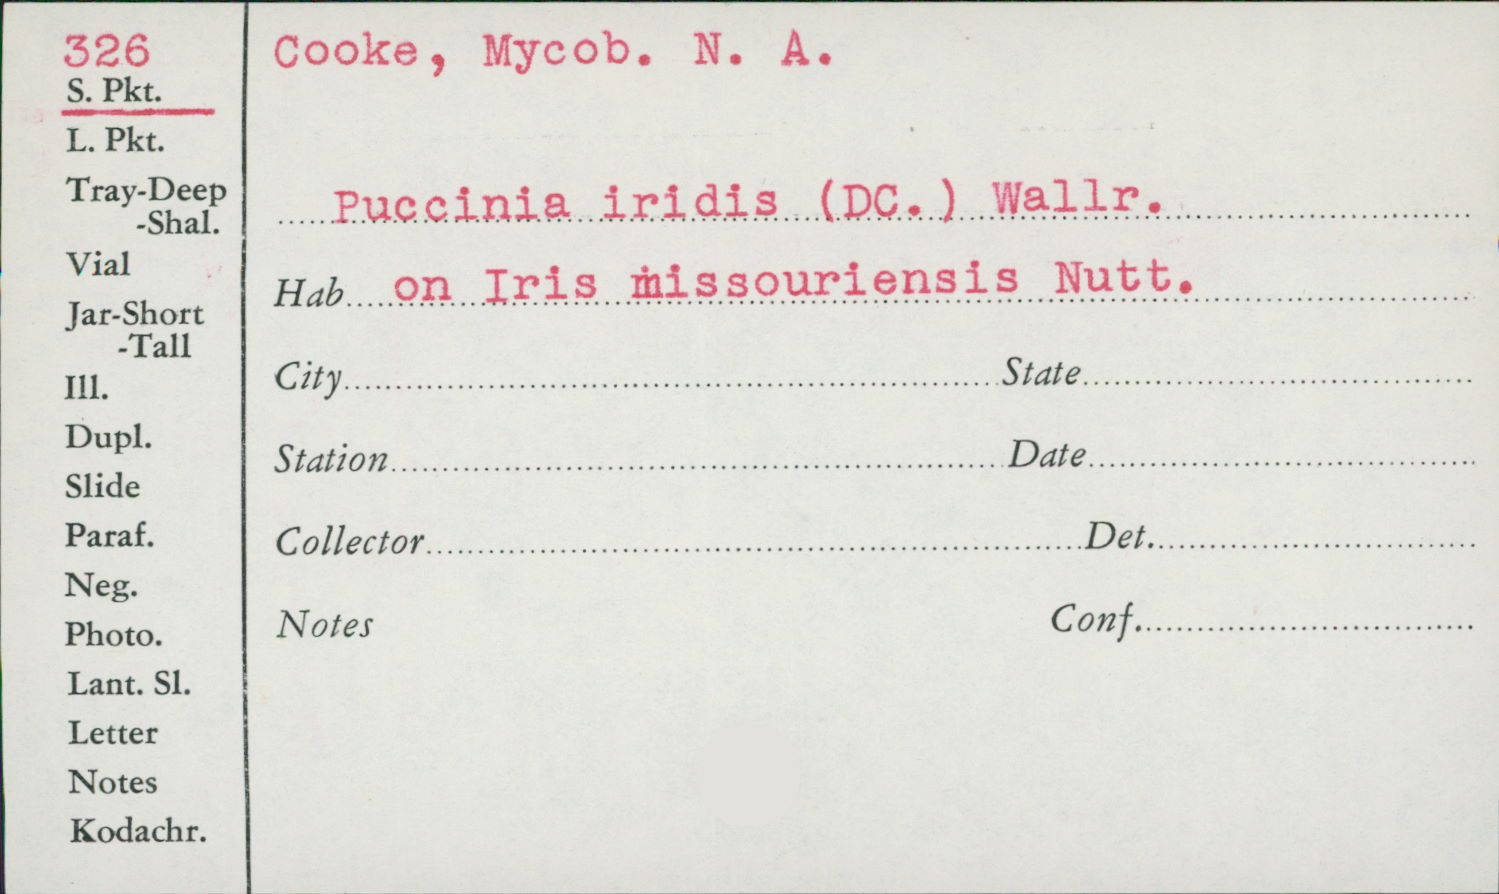 326
S. Pkt.
L. Pkt.
Tray-Deep
-Shal.
Vial
Jar-Short
-Tall
Ill.
Dupl.
Slide
Paraf.
Neg.
Photo.
Lant. Sl.
Letter
Notes
Kodachr.
Cooke, Mycob. N. A.
Puccinia iridis (DC.) Wallr.
Hab. on Iris missouriensis Nutt.
City State
Station Date
Collector Det.
Notes Conf.